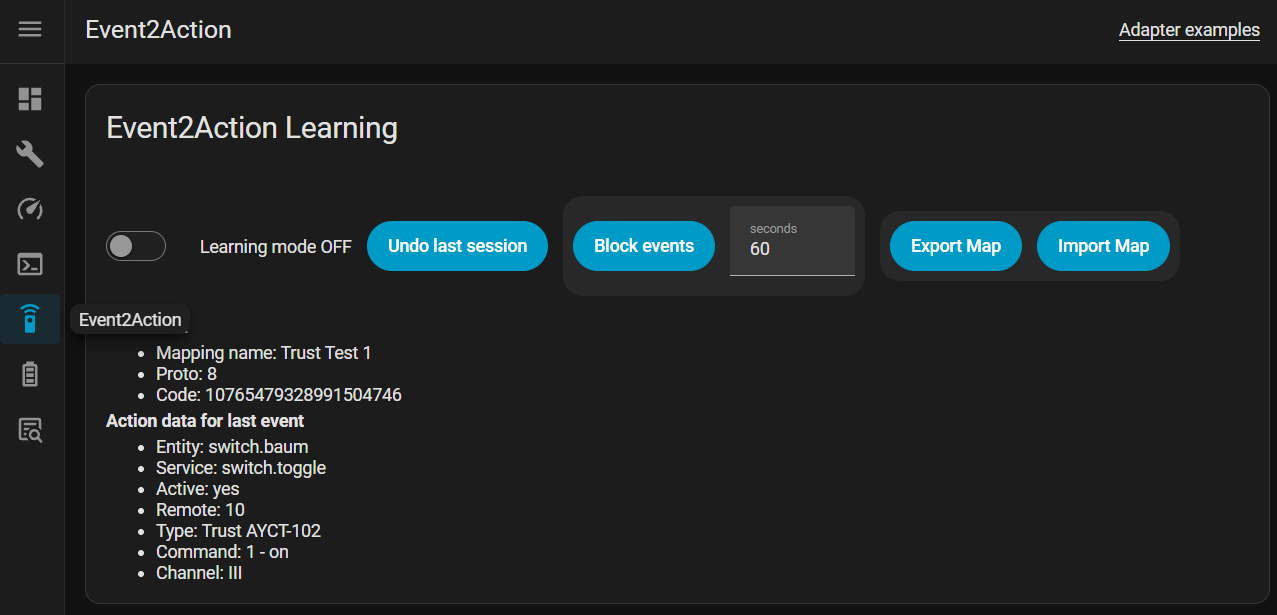 Event2Action
Adapter examples
Event2Action Learning
Learning mode OFF
Undo last session
Block events
seconds
60
Export Map
Import Map
Event2Action
Mapping name: Trust Test 1
Proto: 8
Code: 10765479328991504746
Action data for last event
Entity: switch.baum
Service: switch.toggle
Active: yes
Remote: 10
Type: Trust AYCT-102
Command: 1 - on
Channel: III